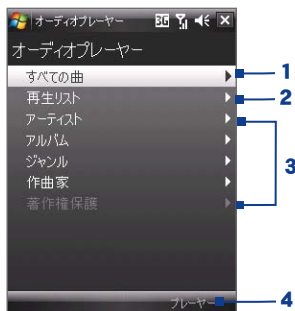 オーディオプレーヤー
オーディオプレーヤー
すべての曲 1
再生リスト 2
アーティスト
アルバム
ジャンル 3
作曲家
著作権保護
プレーヤー 4